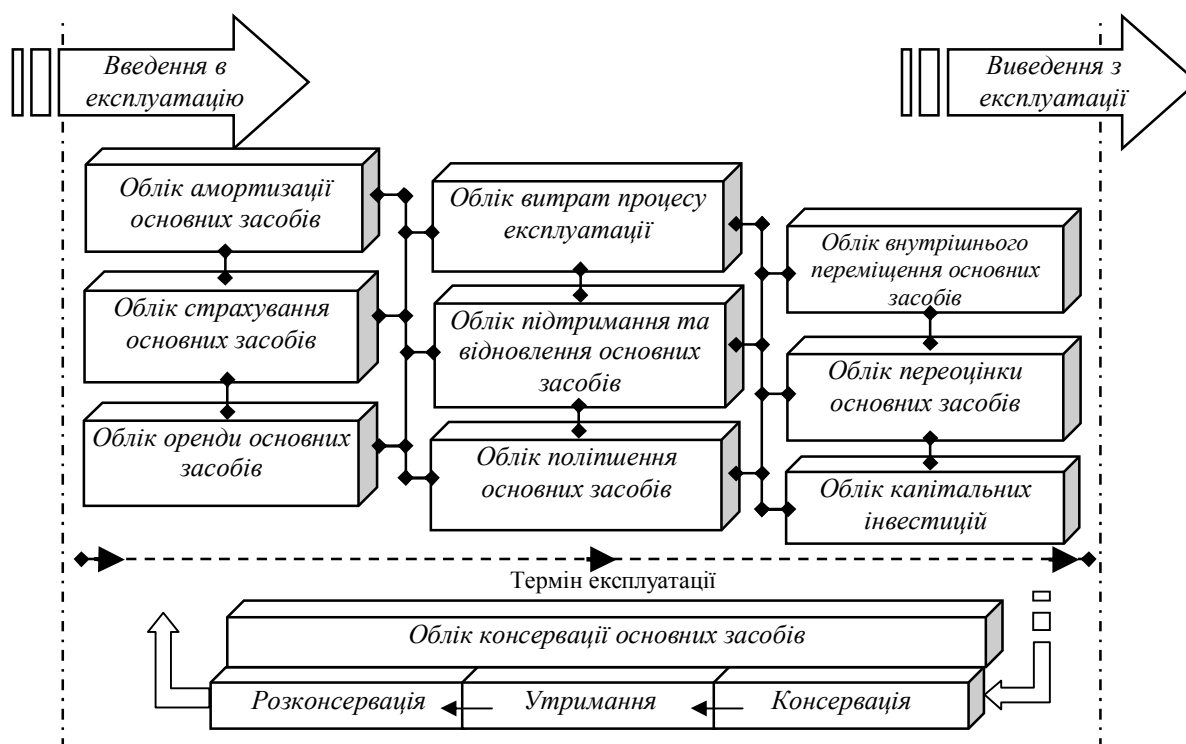 Введення в
експлуатацію
Виведення з
експлуатації
Облік амортизації
основних засобів
Облік страхування
основних засобів
Облік оренди основних
засобів
Облік витрат процесу
експлуатації
Облік підтримання та
відновлення основних
засобів
Облік поліпшення
основних засобів
Облік внутрішнього
переміщення основних
засобів
Облік переоцінки
основних засобів
Облік капітальних
інвестицій
Термін експлуатації
Облік консервації основних засобів
Розконсервація
Утримання
Консервація